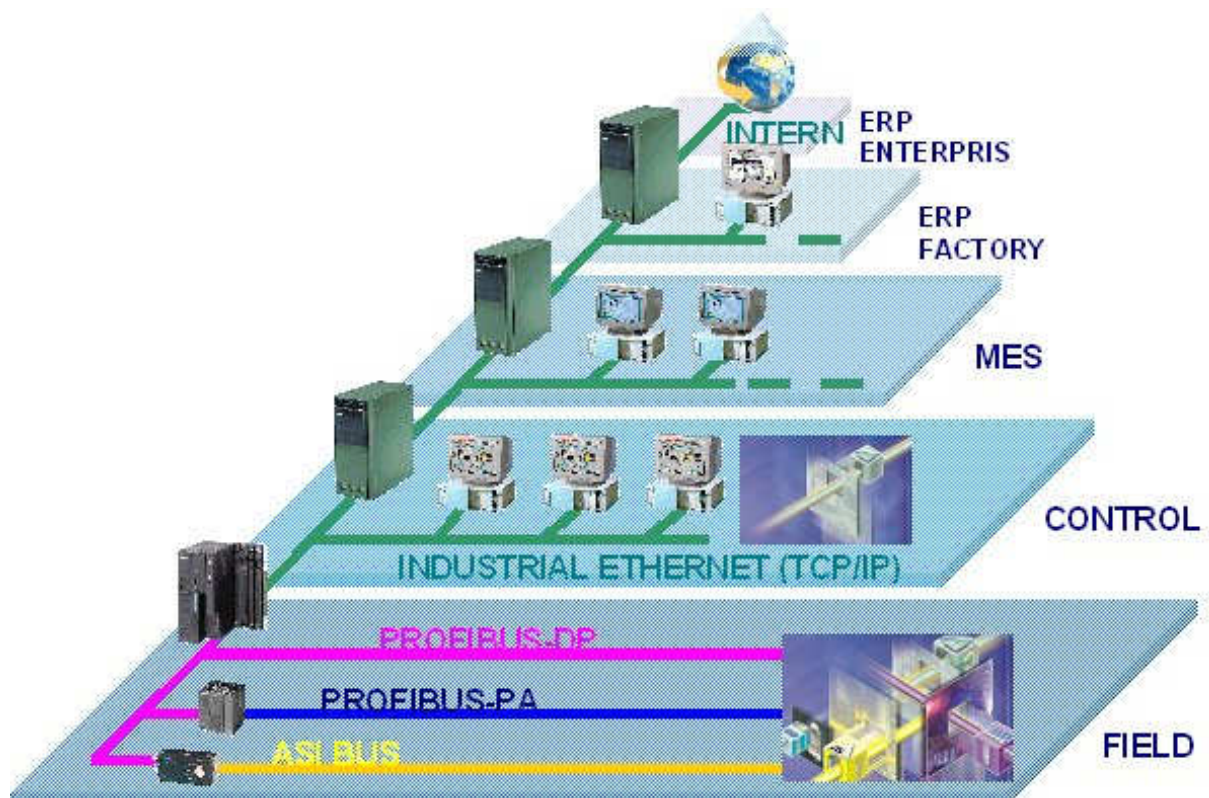 INTERN
ERP
ENTERPRIS
ERP
FACTORY
MES
CONTROL
INDUSTRIAL ETHERNET (TCP/IP)
PROFIBUS-DP
PROFIBUS-PA
ASI BUS
FIELD